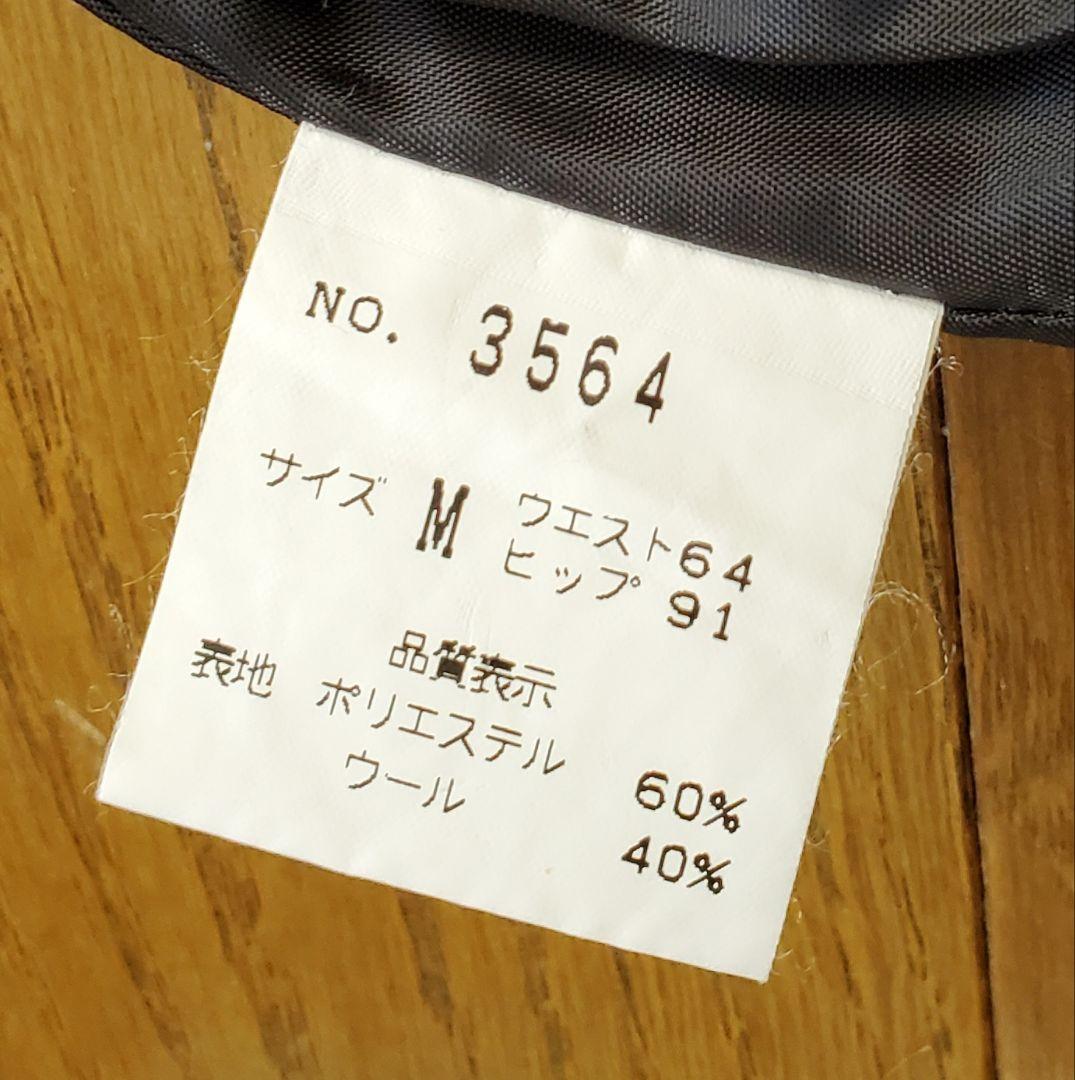 NO. 3564
サイズ M ウエスト64
ヒップ 91
品質表示
表地 ポリエステル 60%
ウール 40%